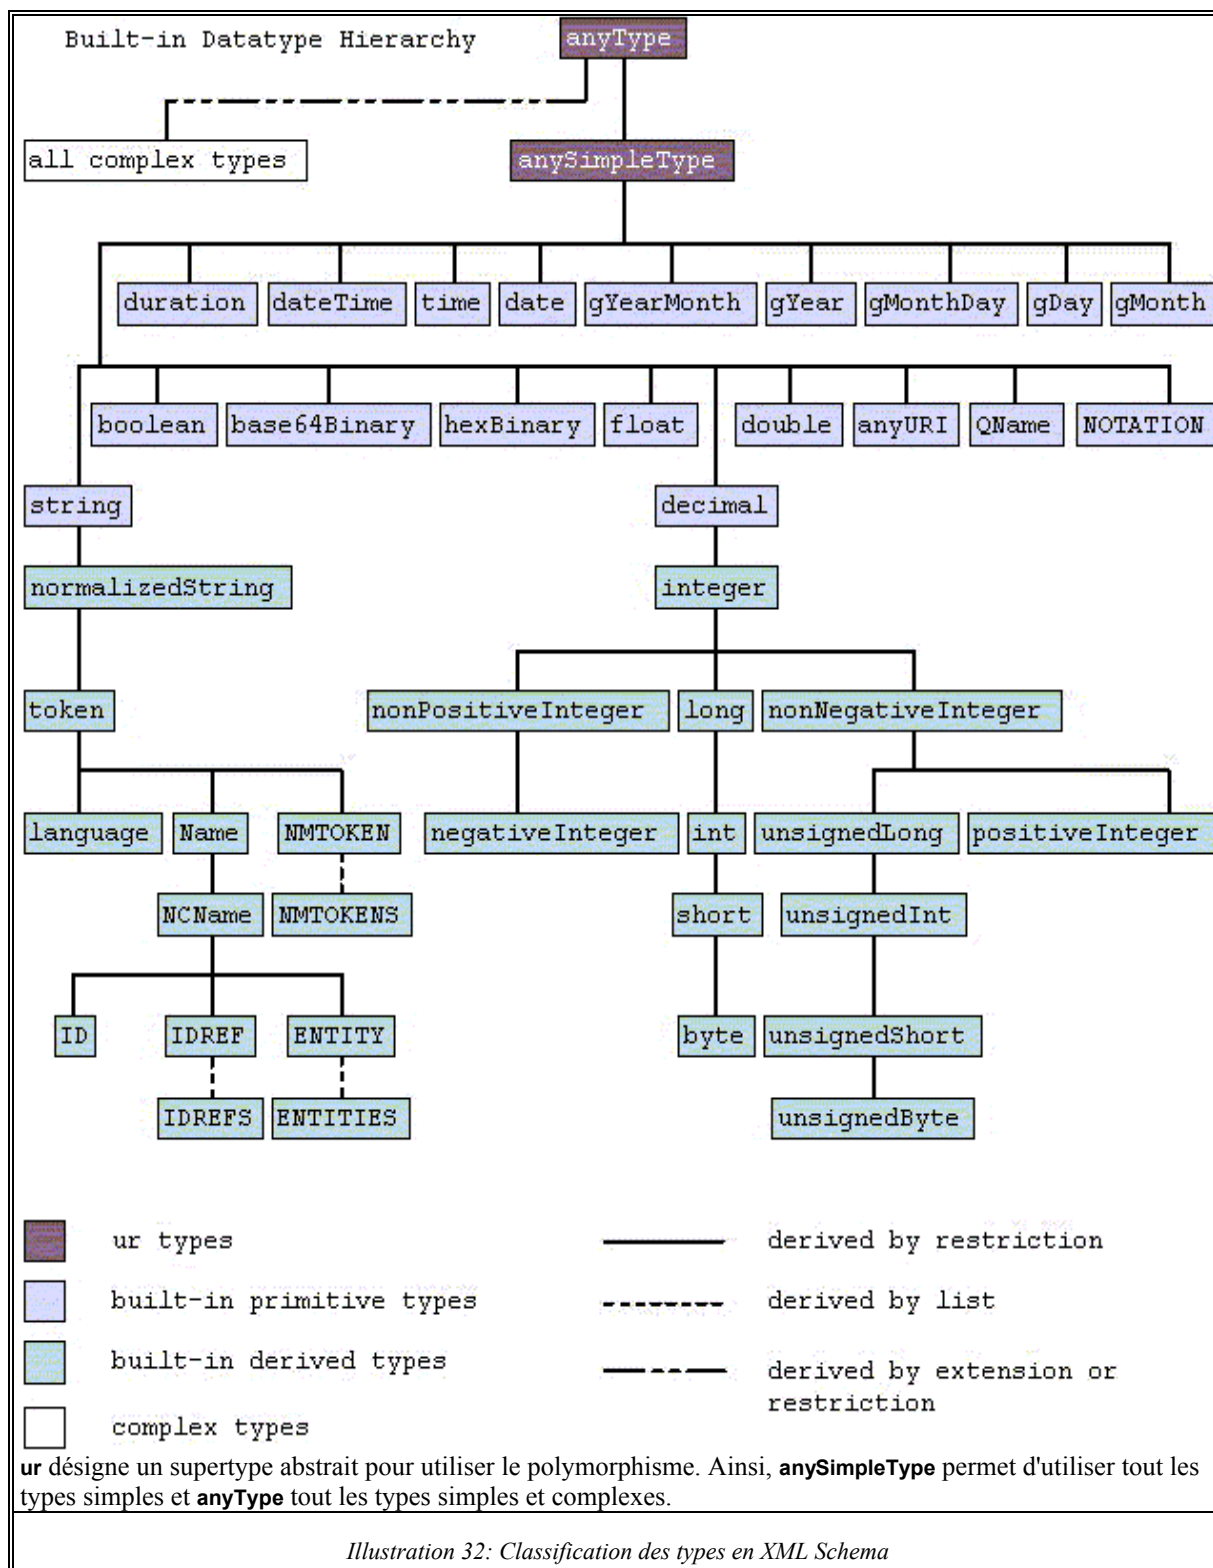 Built-in Datatype Hierarchy
anyType
all complex types
anySimpleType
duration dateTime time date gYearMonth gYear gMonthDay gDay gMonth
boolean base64Binary hexBinary float double anyURI QName NOTATION
string decimal
normalizedString integer
token nonPositiveInteger long nonNegativeInteger
language Name NMTOKEN negativeInteger int unsignedLong positiveInteger
NCName NMTOKENS short unsignedInt
ID IDREF ENTITY byte unsignedShort
IDREFS ENTITIES unsignedByte
ur types derived by restriction
built-in primitive types derived by list
built-in derived types derived by extension or
restriction
complex types
ur désigne un supertype abstrait pour utiliser le polymorphisme. Ainsi, anySimpleType permet d'utiliser tout les
types simples et anyType tout les types simples et complexes.
Illustration 32: Classification des types en XML Schema